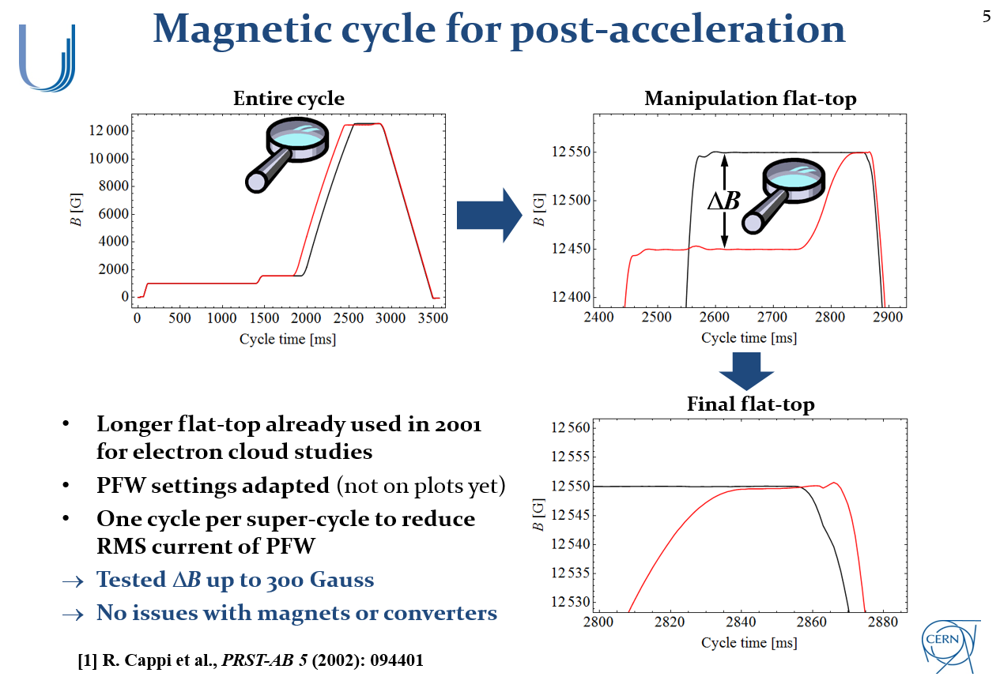 5
Magnetic cycle for post-acceleration
Entire cycle
12 000
10 000
8000
6000
4000
2000
0
B [G]
0 500 1000 1500 2000 2500 3000 3500
Cycle time [ms]
Manipulation flat-top
12 550
12 500
12 450
12 400
B [G]
ΔB
2400 2500 2600 2700 2800 2900
Cycle time [ms]
Final flat-top
12 560
12 555
12 550
12 545
12 540
12 535
12 530
B [G]
2800 2820 2840 2860 2880
Cycle time [ms]
• Longer flat-top already used in 2001
for electron cloud studies
• PFW settings adapted (not on plots yet)
• One cycle per super-cycle to reduce
RMS current of PFW
→ Tested ΔB up to 300 Gauss
→ No issues with magnets or converters
[1] R. Cappi et al., PRST-AB 5 (2002): 094401
CERN